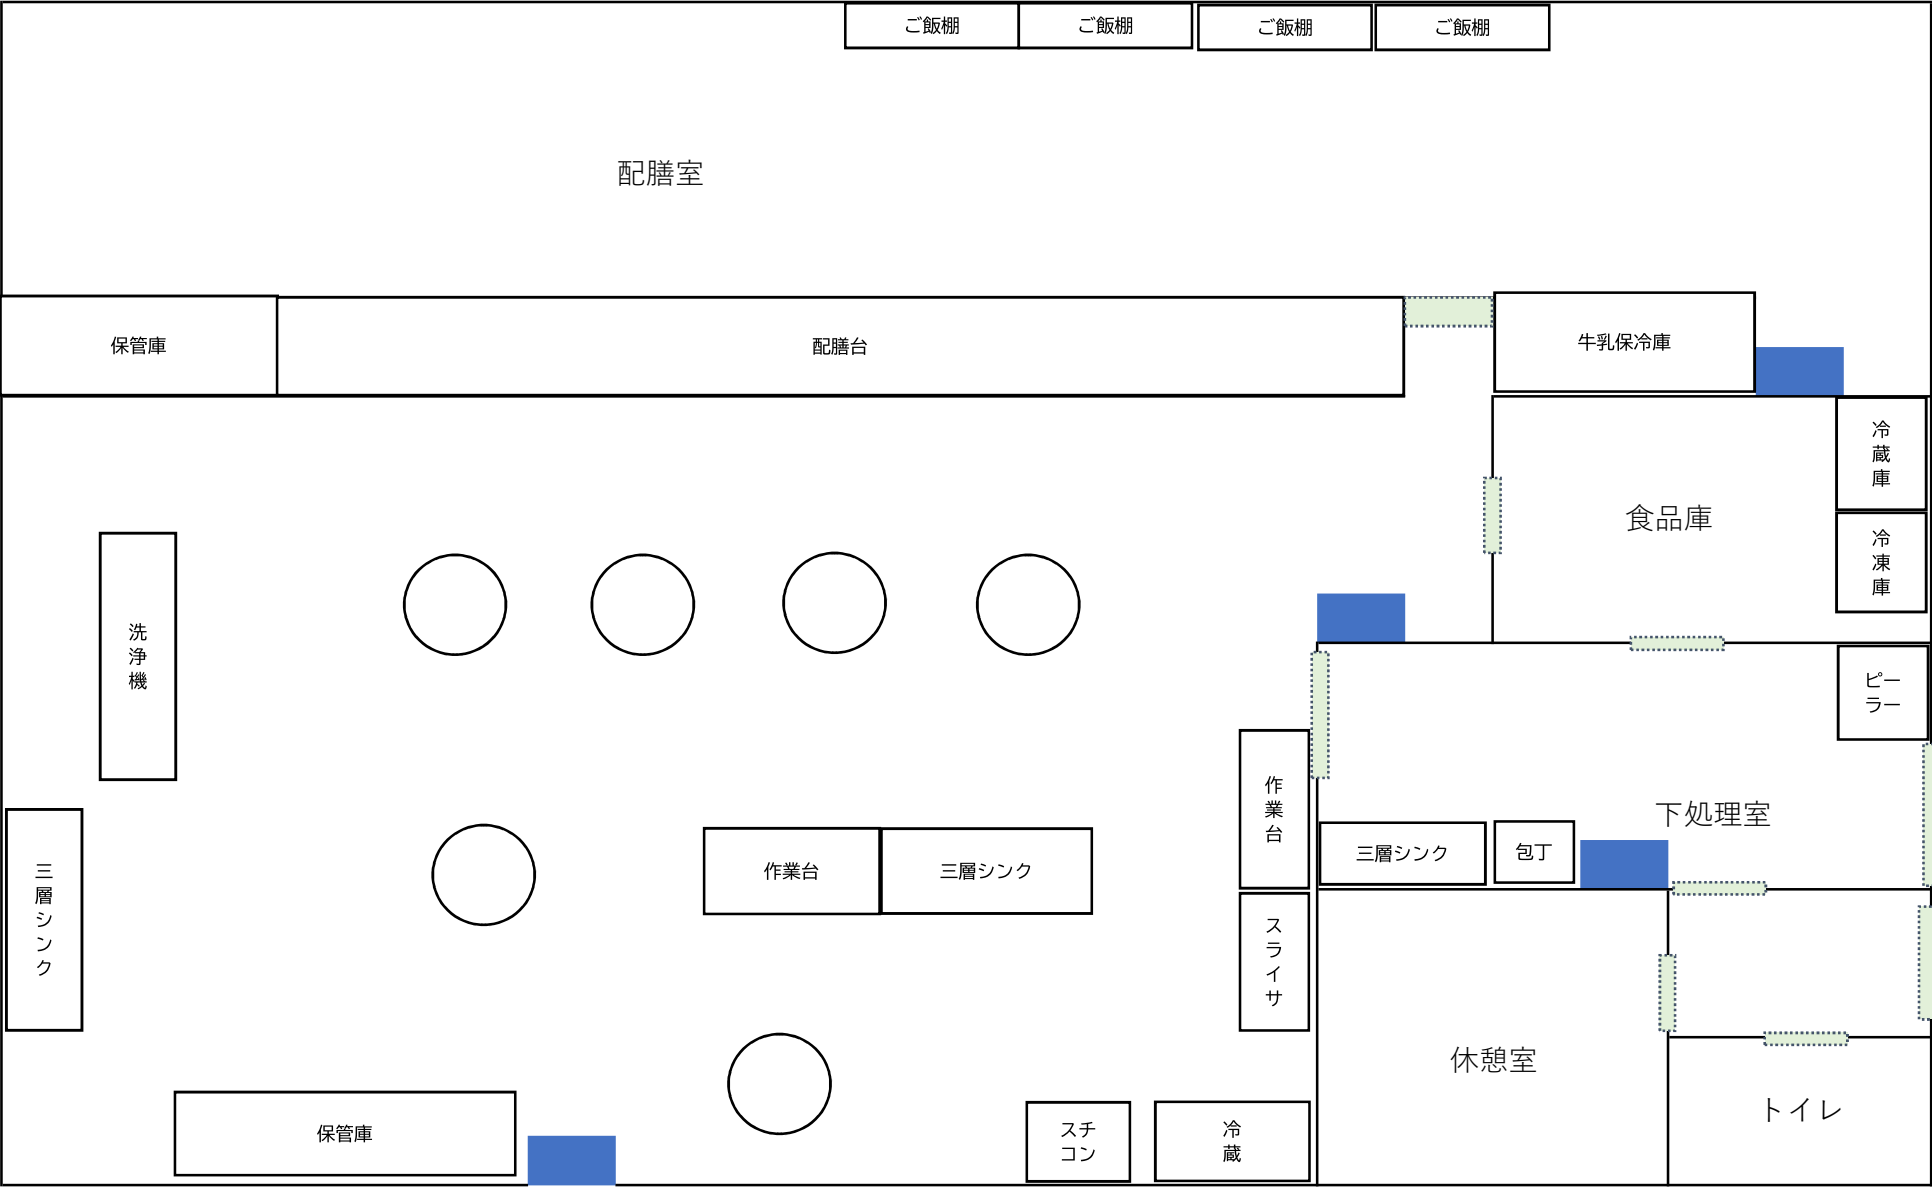 ご飯棚
ご飯棚
ご飯棚
ご飯棚
配膳室
保管庫
配膳台
牛乳保冷庫
冷蔵庫
食品庫
冷凍庫
洗浄機
ピー
ラー
作業台
下処理室
三層シンク
包丁
三層シンク
作業台
三層シンク
スライサ
休憩室
トイレ
保管庫
スチ
コン
冷蔵